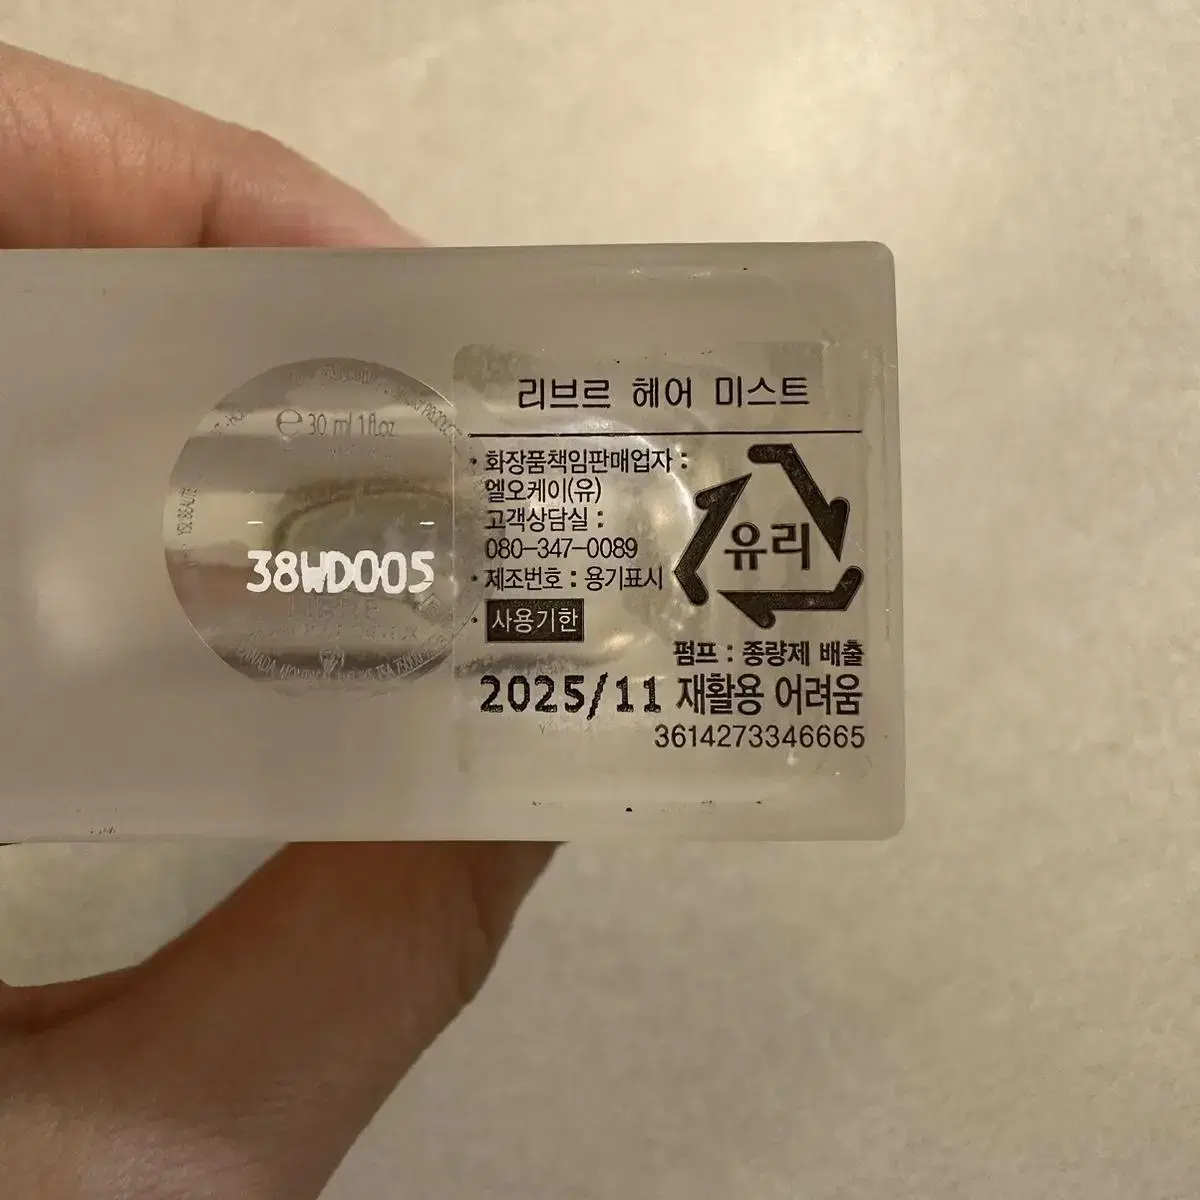 ℮ 30 ml 1 fl.oz
38WD005
리브르 헤어 미스트
· 화장품책임판매업자 :
엘오케이(유)
고객상담실 :
080-347-0089
· 제조번호 : 용기표시
· 사용기한
2025/11
유리
펌프 : 종량제 배출
재활용 어려움
3614273346665